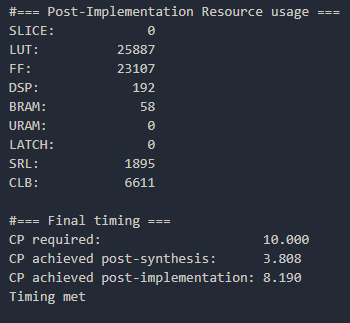 #=== Post-Implementation Resource usage ===
SLICE: 0
LUT: 25887
FF: 23107
DSP: 192
BRAM: 58
URAM: 0
LATCH: 0
SRL: 1895
CLB: 6611
#=== Final timing ===
CP required: 10.000
CP achieved post-synthesis: 3.808
CP achieved post-implementation: 8.190
Timing met